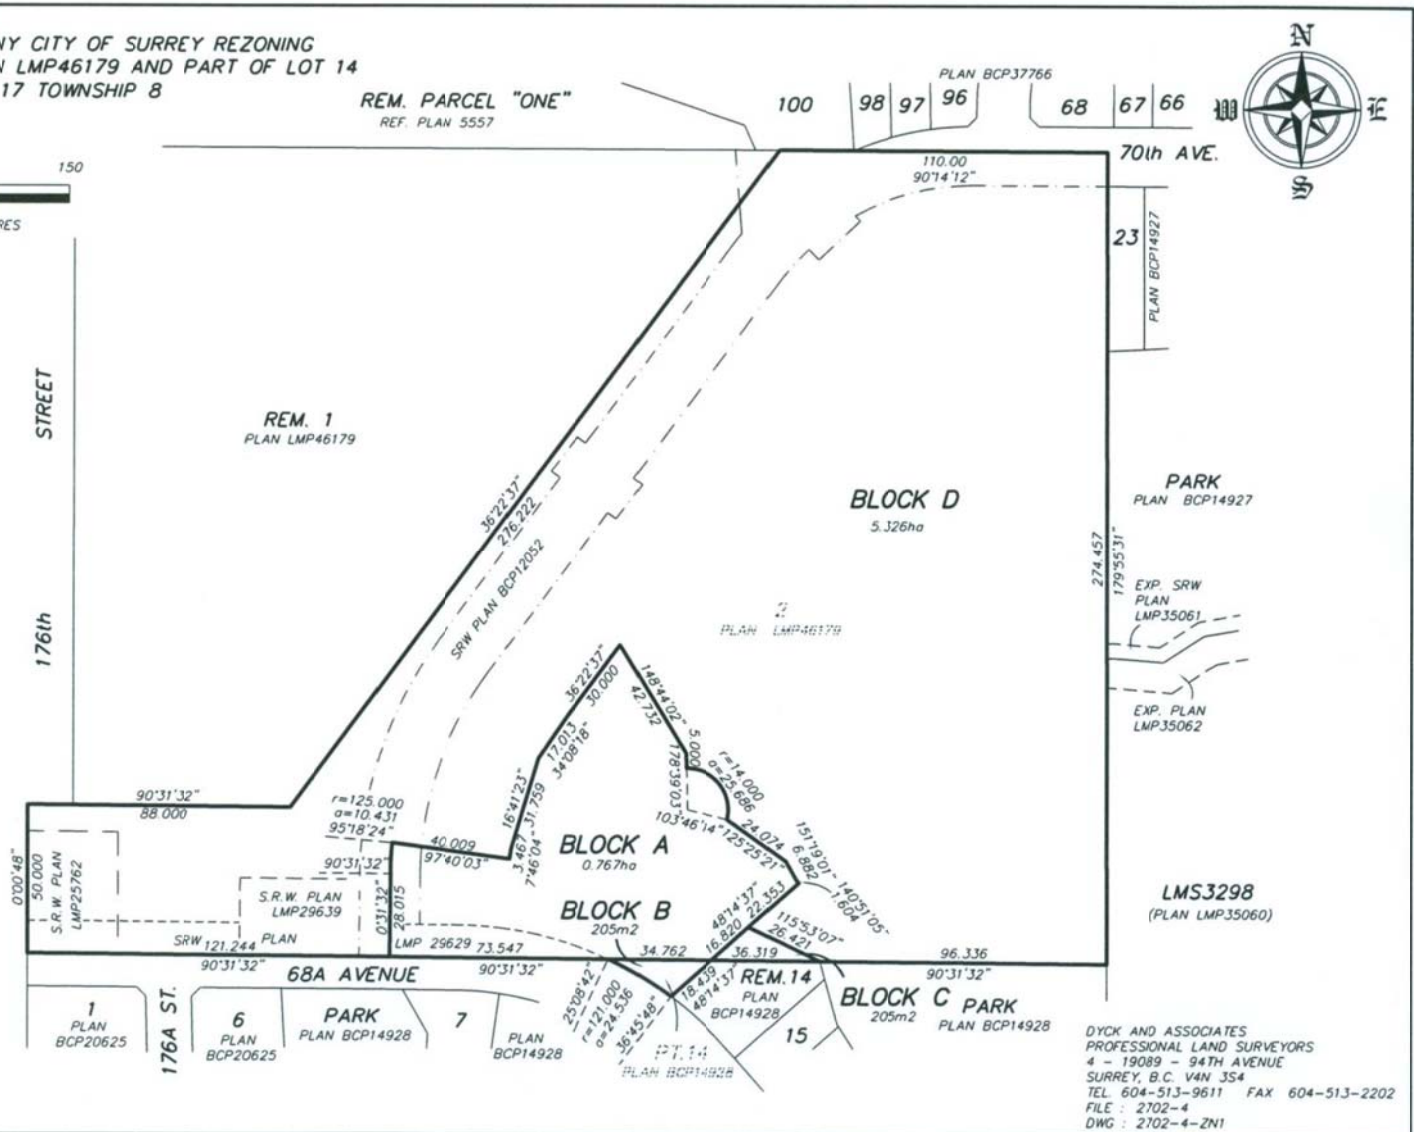 NY CITY OF SURREY REZONING
N LMP46179 AND PART OF LOT 14
17 TOWNSHIP 8
150
RES
REM. PARCEL "ONE"
REF. PLAN 5557
PLAN BCP37766
100
98
97
96
68
67
66
N
W
E
S
70th AVE.
110.00
90°14'12"
23
PLAN BCP14927
176th STREET
REM. 1
PLAN LMP46179
36°22'37"
276.222
SRW PLAN BCP12052
BLOCK D
5.326ha
2
PLAN LMP46179
PARK
PLAN BCP14927
274.457
179°55'31"
EXP. SRW
PLAN
LMP35061
EXP. PLAN
LMP35062
36°22'37"
30.000
17.013
34°08'18"
148°44'02"
42.732
5.000
178°39'03"
r=14.000
a=25.686
103°46'14"
24.074
125°25'21"
151°19'01"
6.882
140°51'05"
1.604
16°41'23"
31.759
3.467
7°46'04"
90°31'32"
88.000
r=125.000
a=10.431
95°18'24"
40.009
97°40'03"
90°31'32"
0°31'32"
28.015
0°00'48"
50.000
S.R.W. PLAN
LMP25762
S.R.W. PLAN
LMP29639
SRW PLAN
LMP 29629
121.244
90°31'32"
68A AVENUE
73.547
90°31'32"
BLOCK A
0.767ha
BLOCK B
205m2
34.762
48°14'37"
22.353
16.820
115°53'07"
26.421
36.319
96.336
90°31'32"
18.439
48°14'37"
25°08'42"
r=121.000
a=24.536
36°45'48"
REM.14
PLAN
BCP14928
BLOCK C
205m2
PARK
PLAN BCP14928
LMS3298
(PLAN LMP35060)
1
PLAN
BCP20625
176A ST.
6
PLAN
BCP20625
PARK
PLAN BCP14928
7
PLAN
BCP14928
PT.14
PLAN BCP14928
15
DYCK AND ASSOCIATES
PROFESSIONAL LAND SURVEYORS
4 - 19089 - 94TH AVENUE
SURREY, B.C. V4N 3S4
TEL. 604-513-9611 FAX 604-513-2202
FILE : 2702-4
DWG : 2702-4-ZN1